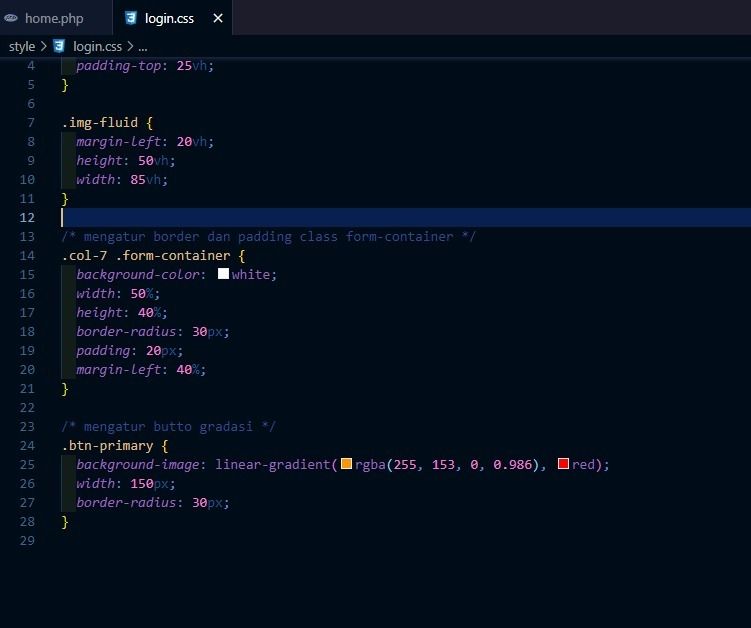 home.php
login.css ×
style > login.css > ...
4 padding-top: 25vh;
5 }
6
7 .img-fluid {
8 margin-left: 20vh;
9 height: 50vh;
10 width: 85vh;
11 }
12
13 /* mengatur border dan padding class form-container */
14 .col-7 .form-container {
15 background-color: white;
16 width: 50%;
17 height: 40%;
18 border-radius: 30px;
19 padding: 20px;
20 margin-left: 40%;
21 }
22
23 /* mengatur butto gradasi */
24 .btn-primary {
25 background-image: linear-gradient(rgba(255, 153, 0, 0.986), red);
26 width: 150px;
27 border-radius: 30px;
28 }
29